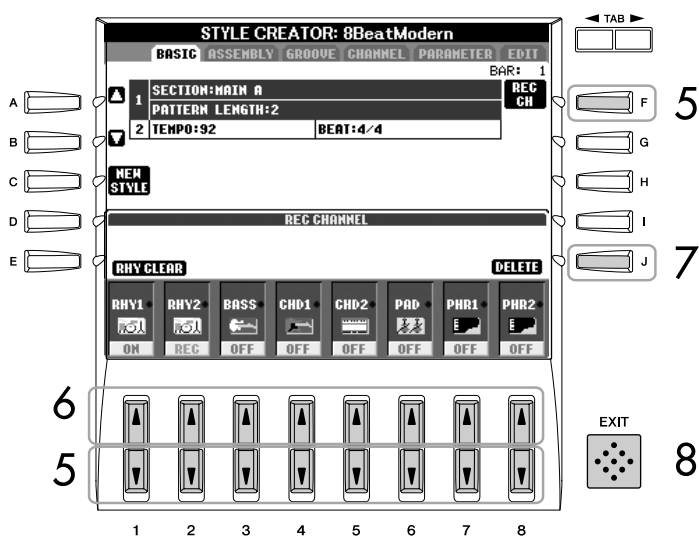 STYLE CREATOR: 8BeatModern
◄ TAB ►
BASIC ASSEMBLY GROOVE CHANNEL PARAMETER EDIT
BAR: 1
A
1 SECTION:MAIN A
PATTERN LENGTH:2
REC CH
F 5
B
2 TEMPO:92 BEAT:4/4
G
C
NEW STYLE
H
D
REC CHANNEL
I
E
RHY CLEAR
DELETE
J 7
RHY1 RHY2 BASS CHD1 CHD2 PAD PHR1 PHR2
ON REC OFF OFF OFF OFF OFF OFF
6
EXIT
5
8
1 2 3 4 5 6 7 8